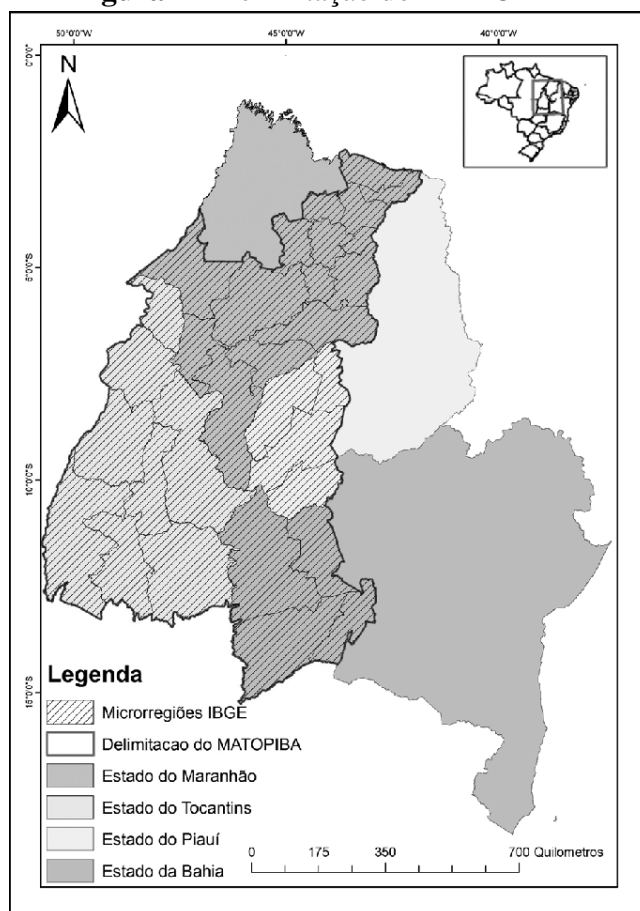 50°0'0"W 45°0'0"W 40°0'0"W
0°0'0"
N
5°0'0"S
10°0'0"S
15°0'0"S
Legenda
Microrregiões IBGE
Delimitacao do MATOPIBA
Estado do Maranhão
Estado do Tocantins
Estado do Piauí
Estado da Bahia
0 175 350 700 Quilometros